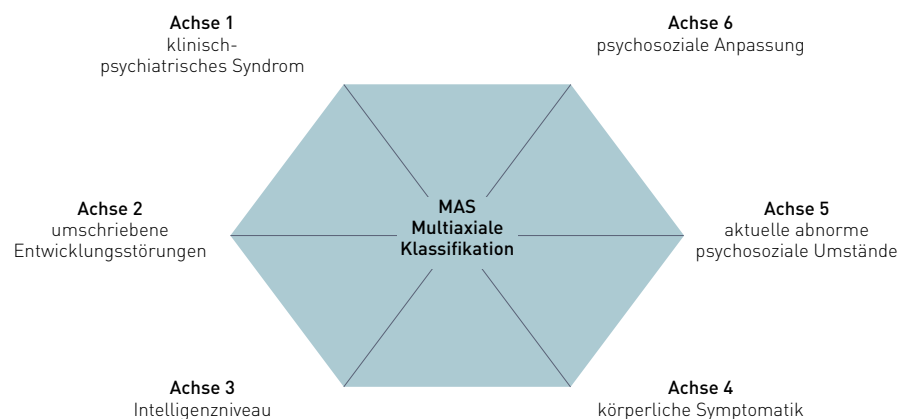 Achse 1
klinisch-
psychiatrisches Syndrom
Achse 6
psychosoziale Anpassung
Achse 2
umschriebene
Entwicklungsstörungen
MAS
Multiaxiale
Klassifikation
Achse 5
aktuelle abnorme
psychosoziale Umstände
Achse 3
Intelligenzniveau
Achse 4
körperliche Symptomatik